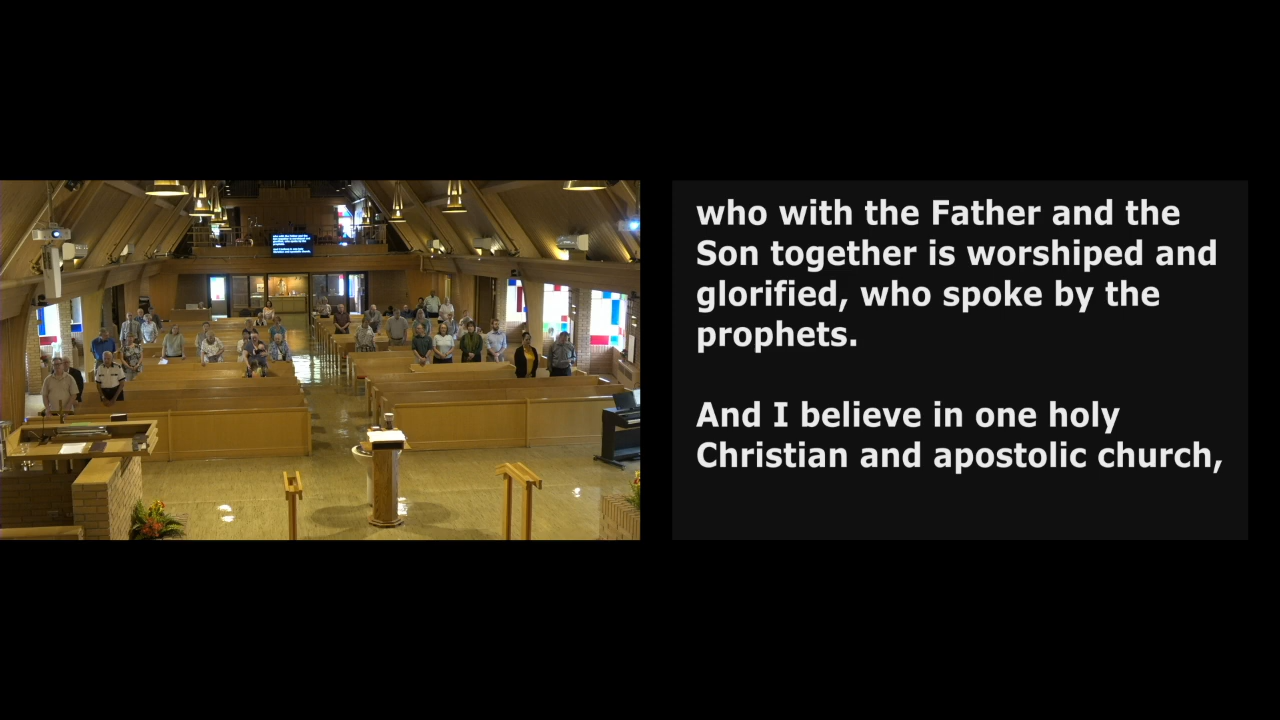 who with the Father and the
Son together is worshiped and
glorified, who spoke by the
prophets.
And I believe in one holy
Christian and apostolic church,